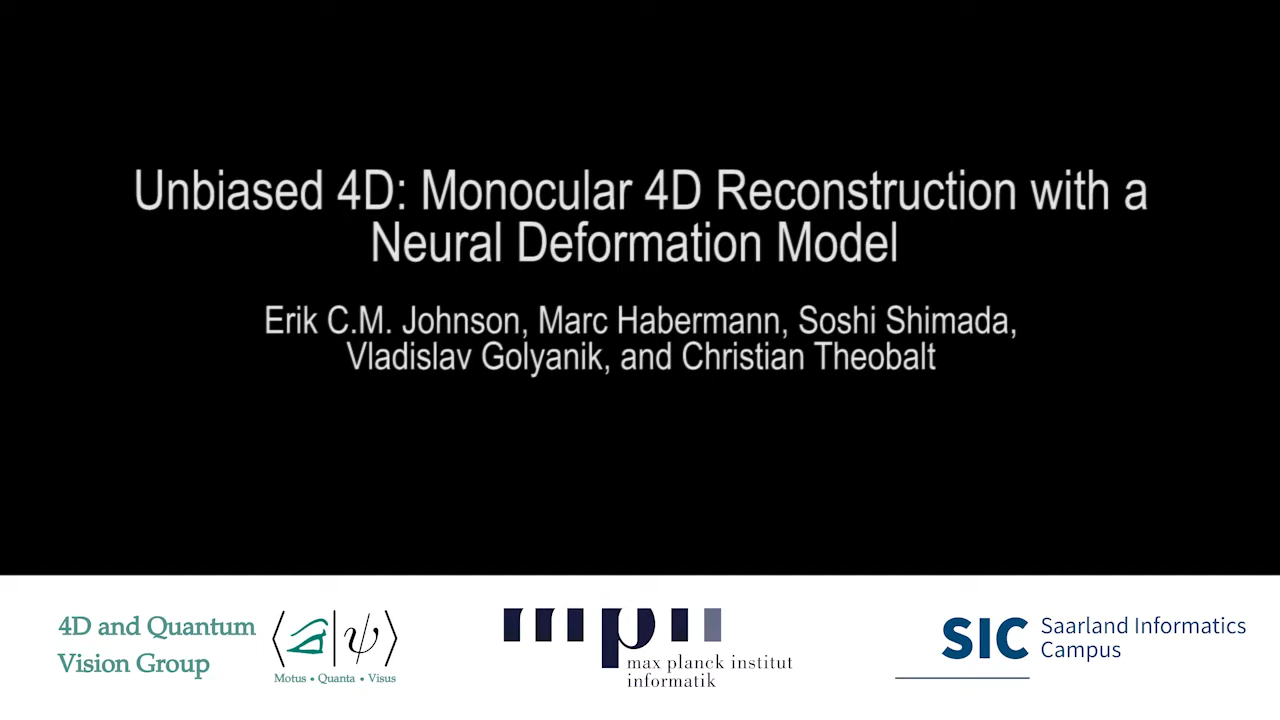 Unbiased 4D: Monocular 4D Reconstruction with a
Neural Deformation Model
Erik C.M. Johnson, Marc Habermann, Soshi Shimada,
Vladislav Golyanik, and Christian Theobalt
4D and Quantum
Vision Group
ψ
Motus • Quanta • Visus
mpii
max planck institut
informatik
SIC Saarland Informatics
Campus